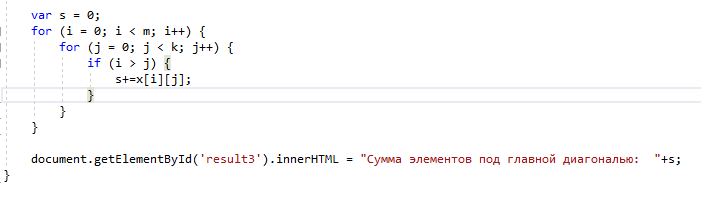 var s = 0;
for (i = 0; i < m; i++) {
for (j = 0; j < k; j++) {
if (i > j) {
s+=x[i][j];
}
}
}
document.getElementById('result3').innerHTML = "Сумма элементов под главной диагональю:  "+s;
}